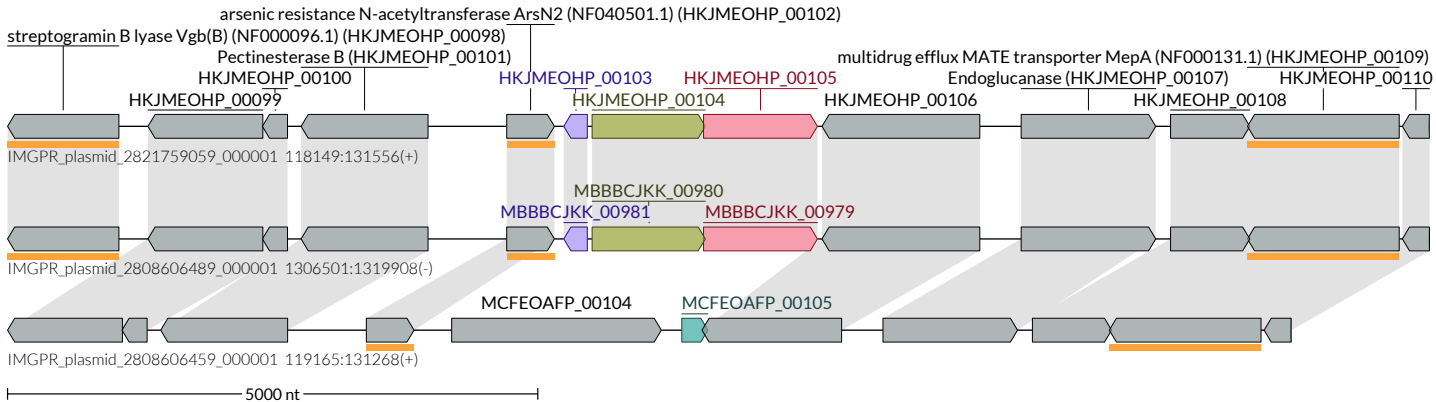 arsenic resistance N-acetyltransferase ArsN2 (NF040501.1) (HKJMEOHP_00102)
streptogramin B lyase Vgb(B) (NF000096.1) (HKJMEOHP_00098)
Pectinesterase B (HKJMEOHP_00101) multidrug efflux MATE transporter MepA (NF000131.1) (HKJMEOHP_00109)
HKJMEOHP_00100 HKJMEOHP_00103 HKJMEOHP_00105 Endoglucanase (HKJMEOHP_00107) HKJMEOHP_00110
HKJMEOHP_00099 HKJMEOHP_00104 HKJMEOHP_00106 HKJMEOHP_00108
IMGPR_plasmid_2821759059_000001 118149:131556(+)
MBBBCJKK_00980
MBBBCJKK_00981 MBBBCJKK_00979
IMGPR_plasmid_2808606489_000001 1306501:1319908(-)
MCFEOAFP_00104 MCFEOAFP_00105
IMGPR_plasmid_2808606459_000001 119165:131268(+)
5000 nt